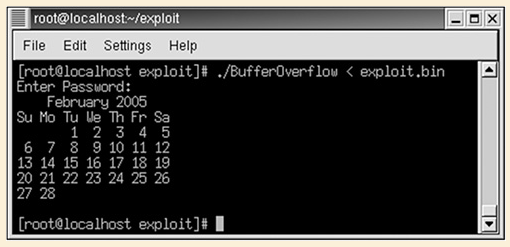 root@localhost:~/exploit
File Edit Settings Help
[root@localhost exploit]# ./BufferOverflow < exploit.bin
Enter Password:
    February 2005
Su Mo Tu We Th Fr Sa
       1  2  3  4  5
 6  7  8  9 10 11 12
13 14 15 16 17 18 19
20 21 22 23 24 25 26
27 28
[root@localhost exploit]#